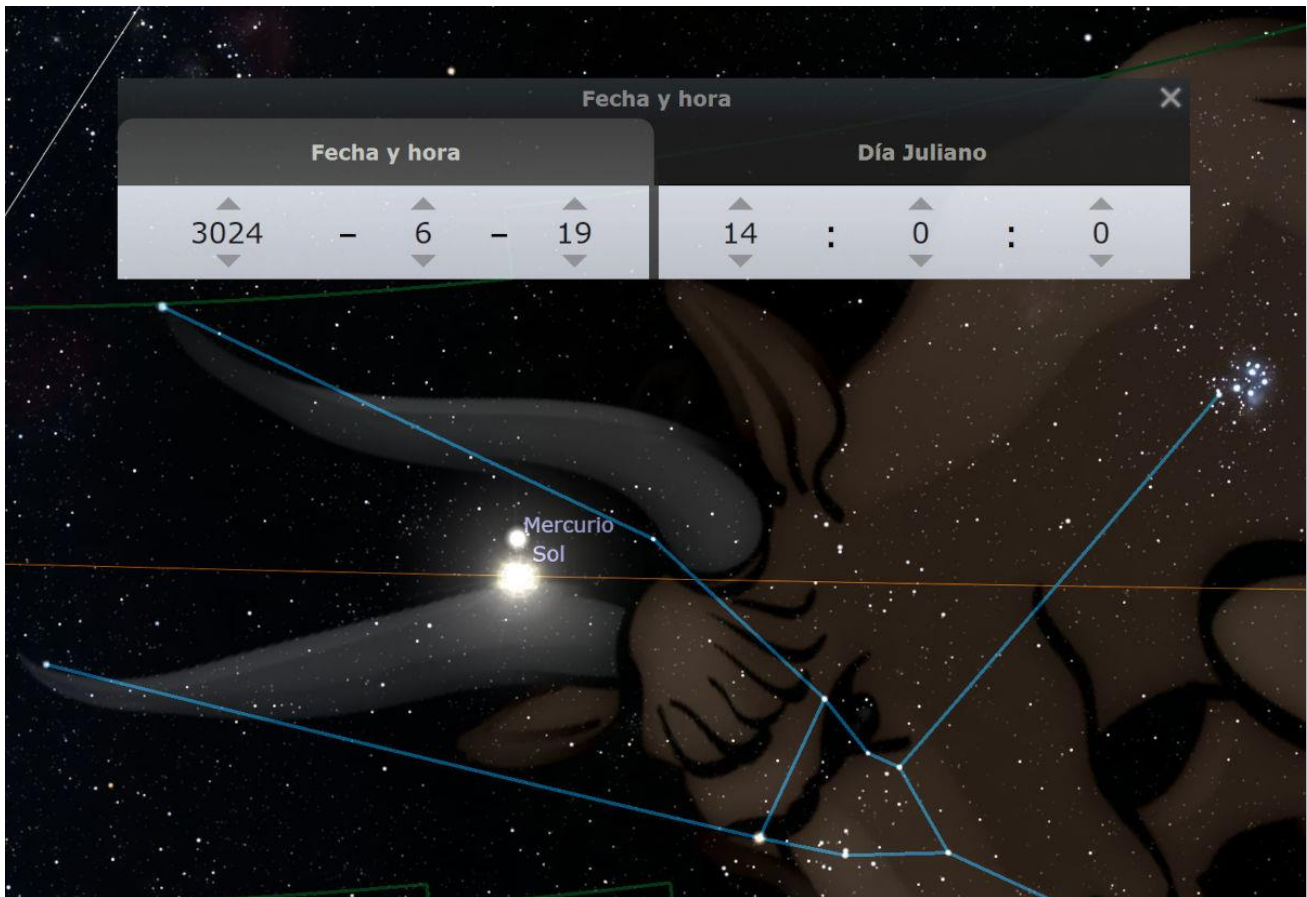 Fecha y hora
Fecha y hora Día Juliano
3024 – 6 – 19 14 : 0 : 0
Mercurio
Sol